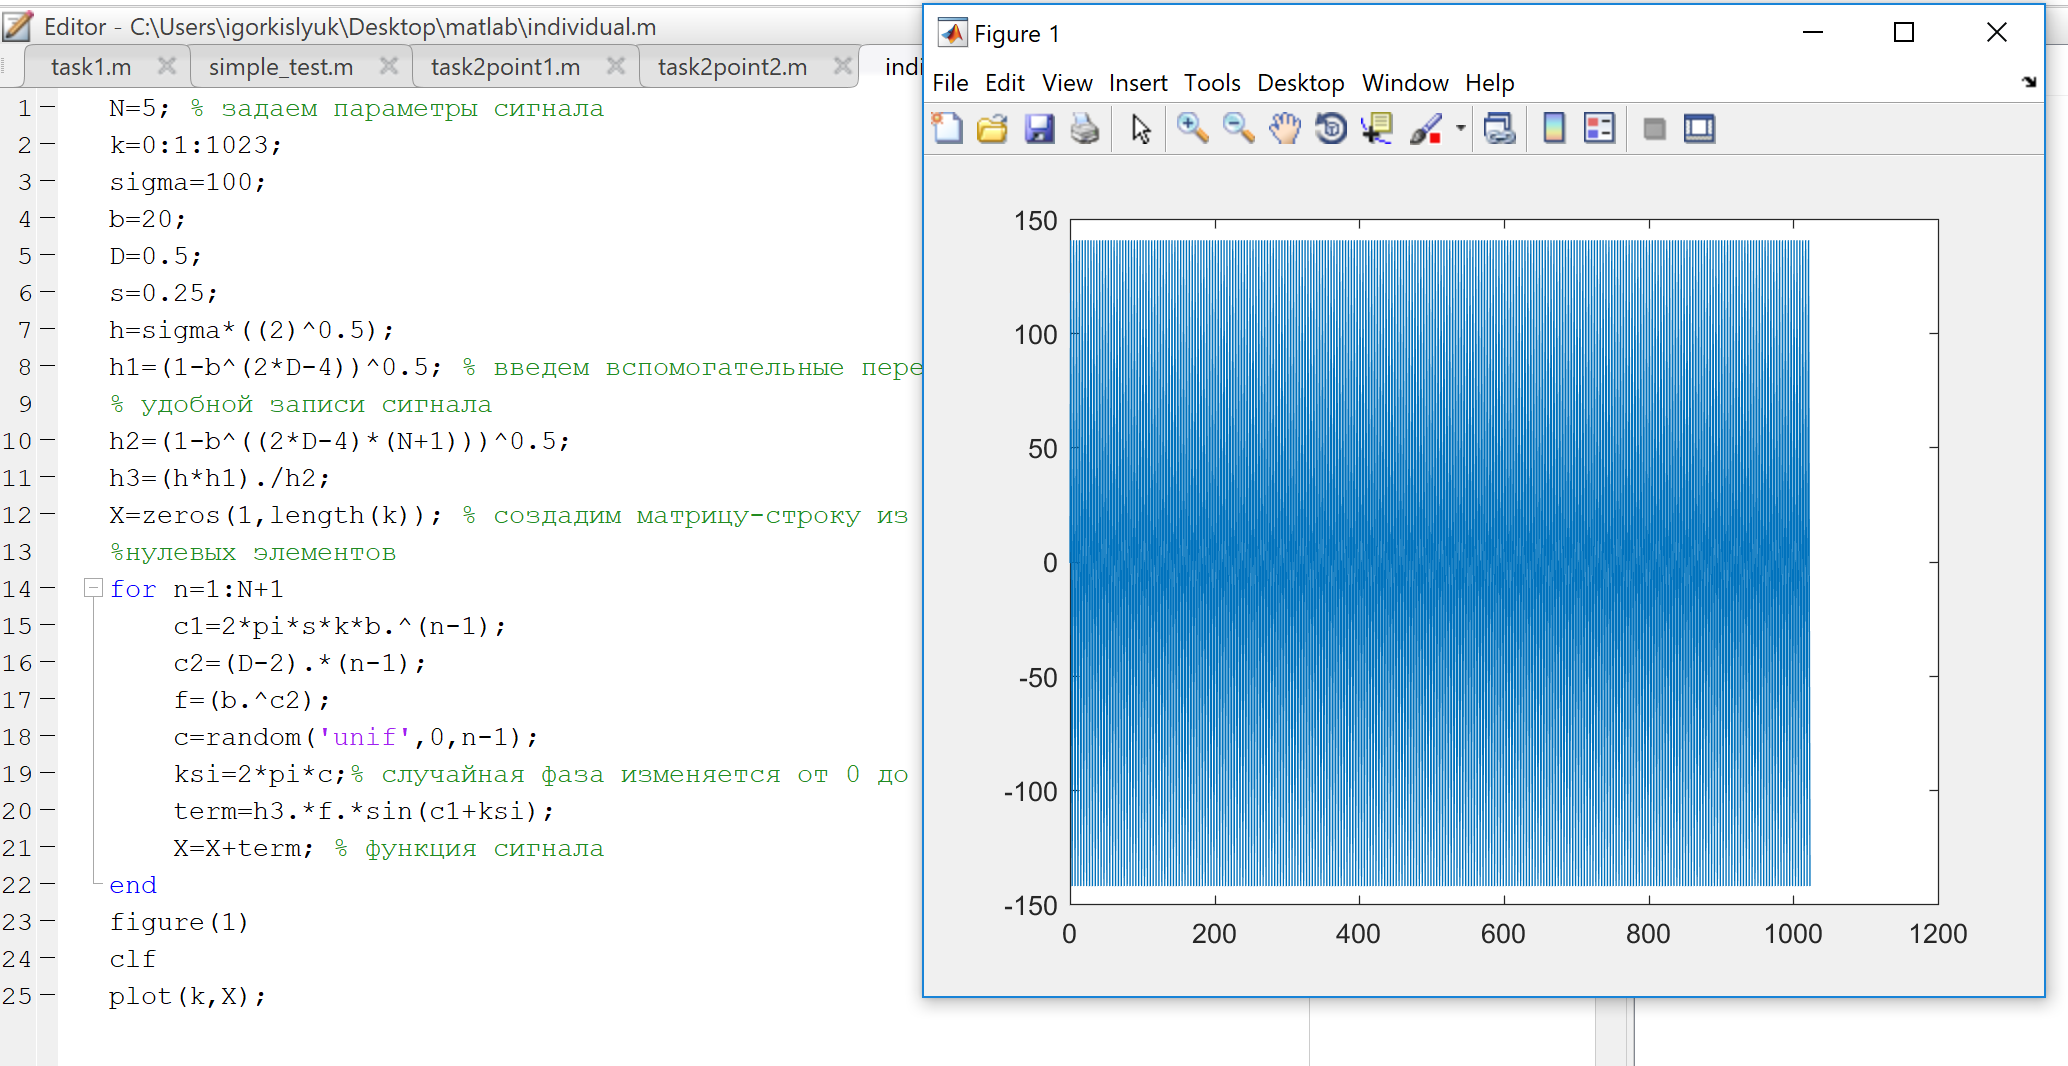 Editor - C:\Users\igorkislyuk\Desktop\matlab\individual.m
task1.m simple_test.m task2point1.m task2point2.m
1 N=5; % задаем параметры сигнала
2 k=0:1:1023;
3 sigma=100;
4 b=20;
5 D=0.5;
6 s=0.25;
7 h=sigma*((2)^0.5);
8 h1=(1-b^(2*D-4))^0.5; % введем вспомогательные
9 % удобной записи сигнала
10 h2=(1-b^((2*D-4)*(N+1)))^0.5;
11 h3=(h*h1)./h2;
12 X=zeros(1,length(k)); % создадим матрицу-строку из
13 %нулевых элементов
14 for n=1:N+1
15 c1=2*pi*s*k*b.^(n-1);
16 c2=(D-2).*(n-1);
17 f=(b.^c2);
18 c=random('unif',0,n-1);
19 ksi=2*pi*c;% случайная фаза изменяется от 0 до
20 term=h3.*f.*sin(c1+ksi);
21 X=X+term; % функция сигнала
22 end
23 figure(1)
24 clf
25 plot(k,X);
Figure 1
File Edit View Insert Tools Desktop Window Help
150
100
50
0
-50
-100
-150
0 200 400 600 800 1000 1200